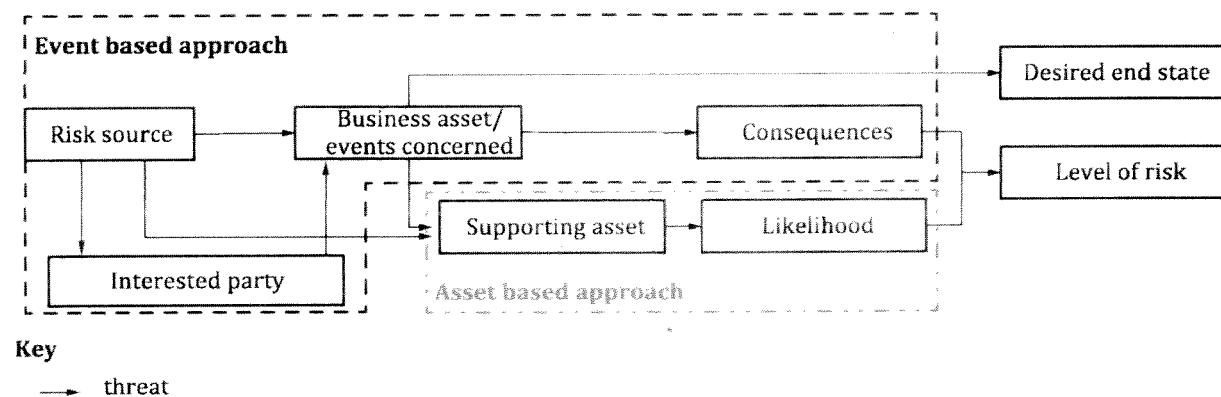 Event based approach
Desired end state
Risk source
Business asset/
events concerned
Consequences
Level of risk
Supporting asset
Likelihood
Interested party
Asset based approach
Key
threat